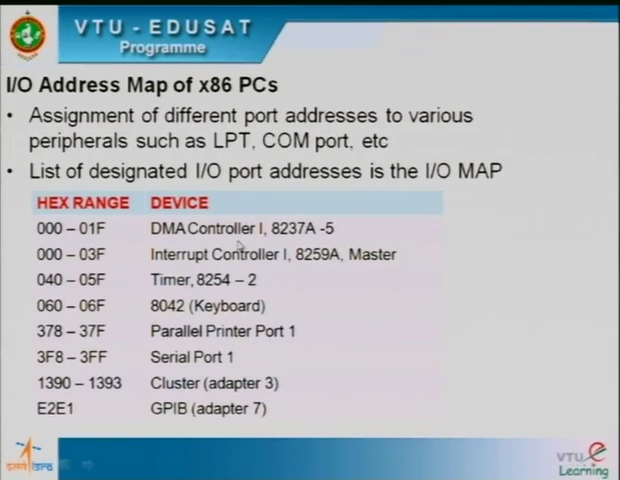 VTU - EDUSAT
Programme
I/O Address Map of x86 PCs
• Assignment of different port addresses to various
peripherals such as LPT, COM port, etc
• List of designated I/O port addresses is the I/O MAP
HEX RANGE DEVICE
000 – 01F DMA Controller I, 8237A -5
000 – 03F Interrupt Controller I, 8259A, Master
040 – 05F Timer, 8254 – 2
060 – 06F 8042 (Keyboard)
378 – 37F Parallel Printer Port 1
3F8 – 3FF Serial Port 1
1390 – 1393 Cluster (adapter 3)
E2E1 GPIB (adapter 7)
VTU e
Learning